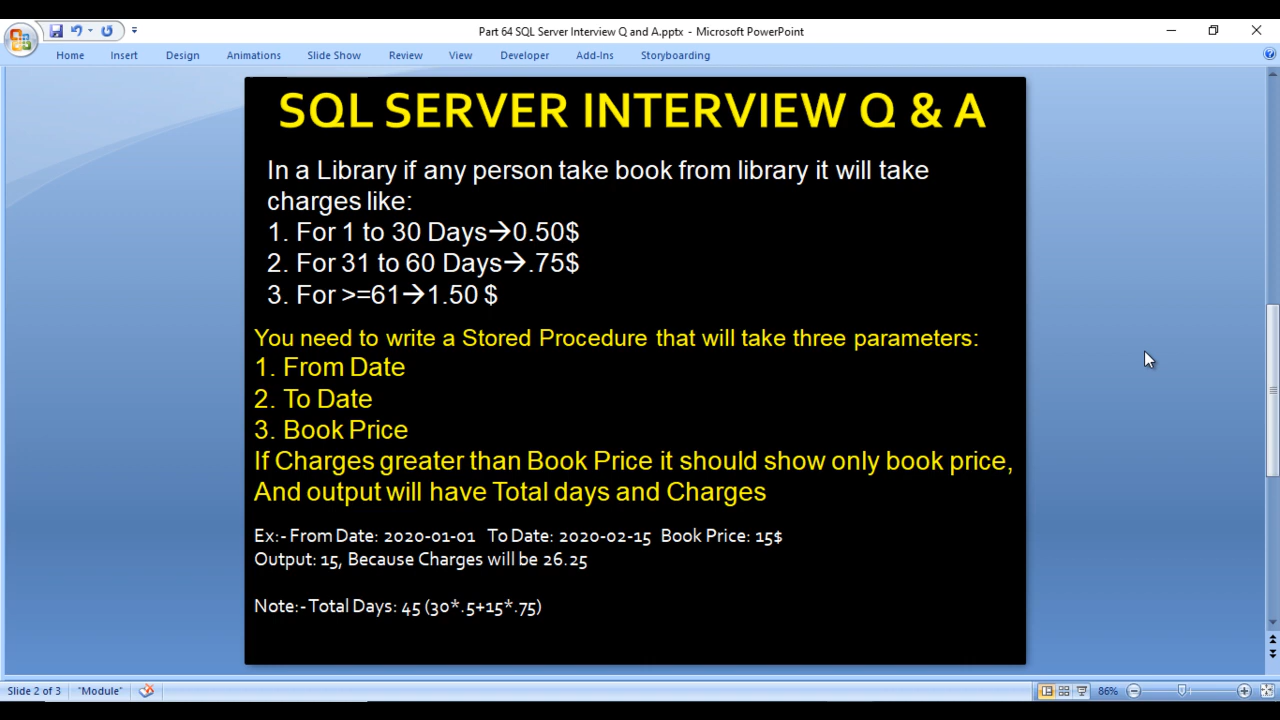 Part 64 SQL Server Interview Q and A.pptx - Microsoft PowerPoint
Home Insert Design Animations Slide Show Review View Developer Add-Ins Storyboarding
SQL SERVER INTERVIEW Q & A
In a Library if any person take book from library it will take
charges like:
1. For 1 to 30 Days→0.50$
2. For 31 to 60 Days→.75$
3. For >=61→1.50 $
You need to write a Stored Procedure that will take three parameters:
1. From Date
2. To Date
3. Book Price
If Charges greater than Book Price it should show only book price,
And output will have Total days and Charges
Ex:- From Date: 2020-01-01 To Date: 2020-02-15 Book Price: 15$
Output: 15, Because Charges will be 26.25
Note:- Total Days: 45 (30*.5+15*.75)
Slide 2 of 3 "Module" 86%